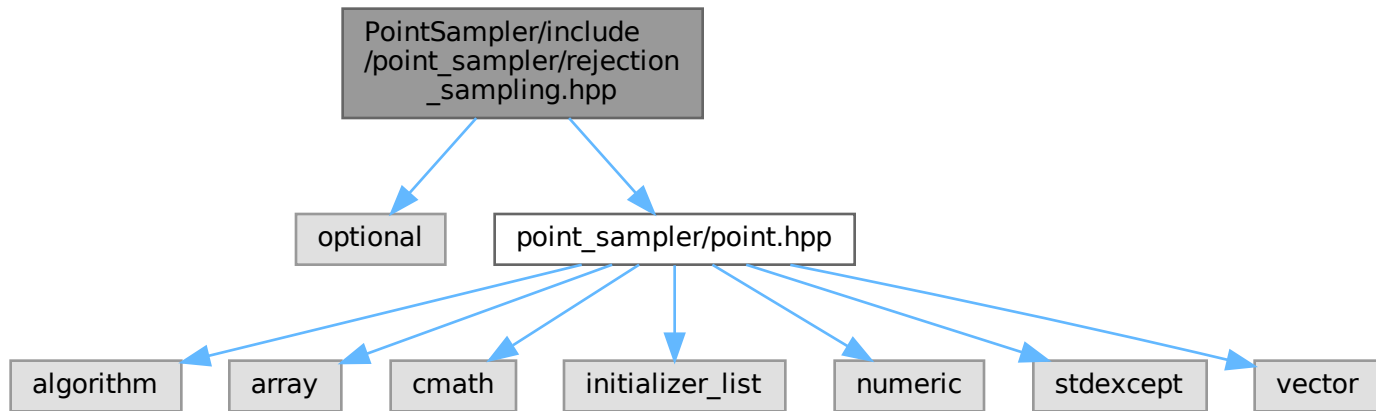 PointSampler/include
/point_sampler/rejection
_sampling.hpp
optional
point_sampler/point.hpp
algorithm
array
cmath
initializer_list
numeric
stdexcept
vector